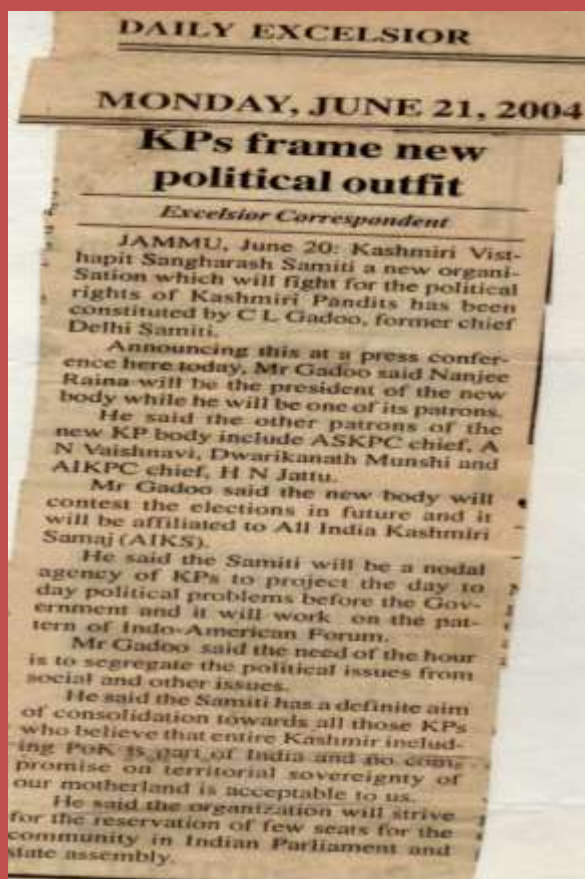 DAILY EXCELSIOR
MONDAY, JUNE 21, 2004
KPs frame new
political outfit
Excelsior Correspondent
JAMMU, June 20: Kashmiri Vist-
hapit Sangharash Samiti a new organi-
Sation which will fight for the political
rights of Kashmiri Pandits has been
constituted by C L Gadoo, former chief
Delhi Samiti.
Announcing this at a press confer-
ence here today, Mr Gadoo said Nanjee
Raina will be the president of the new
body while he will be one of its patrons.
He said the other patrons of the
new KP body include ASKPC chief, A
N Vaishnavi, Dwarikanath Munshi and
AIKPC chief, H N Jattu.
Mr Gadoo said the new body will
contest the elections in future and it
will be affiliated to All India Kashmiri
Samaj (AIKS).
He said the Samiti will be a nodal
agency of KPs to project the day to
day political problems before the Gov-
ernment and it will work on the pat-
tern of Indo-American Forum.
Mr Gadoo said the need of the hour
is to segregate the political issues from
social and other issues.
He said the Samiti has a definite aim
of consolidation towards all those KPs
who believe that entire Kashmir includ-
ing PoK is part of India and no com-
promise on territorial sovereignty of
our motherland is acceptable to us.
He said the organization will strive
for the reservation of few seats for the
community in Indian Parliament and
state assembly.